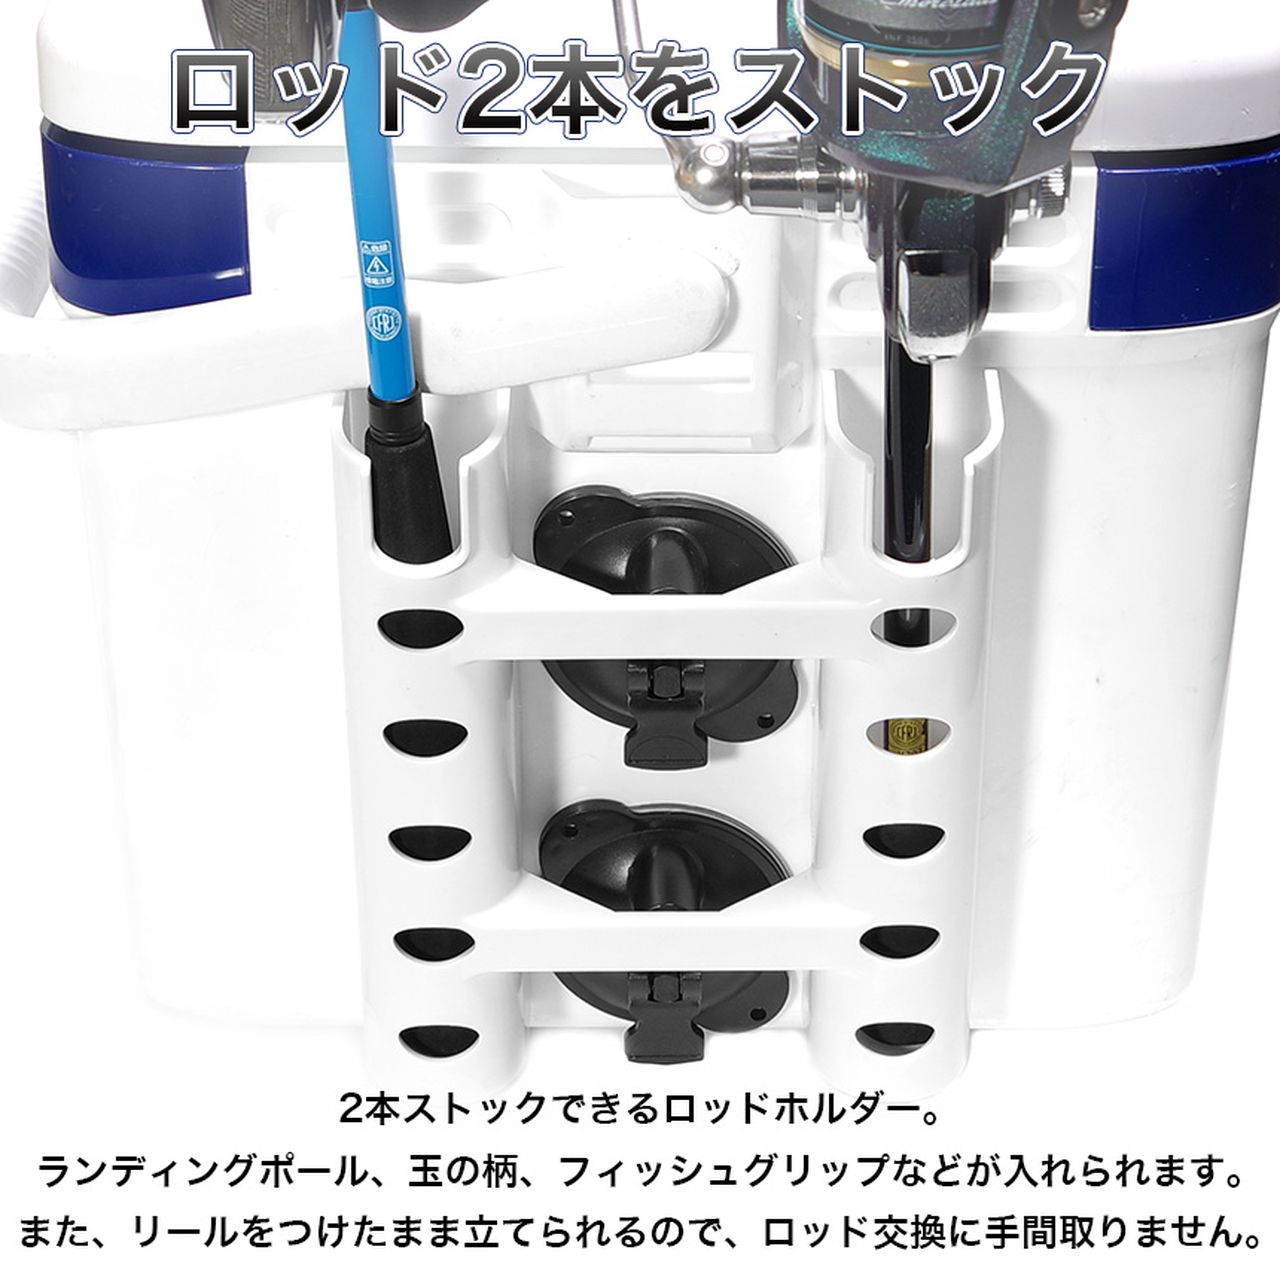 ロッド2本をストック
CFRJ
CFRJ
2本ストックできるロッドホルダー。
ランディングポール、玉の柄、フィッシュグリップなどが入れられます。
また、リールをつけたまま立てられるので、ロッド交換に手間取りません。